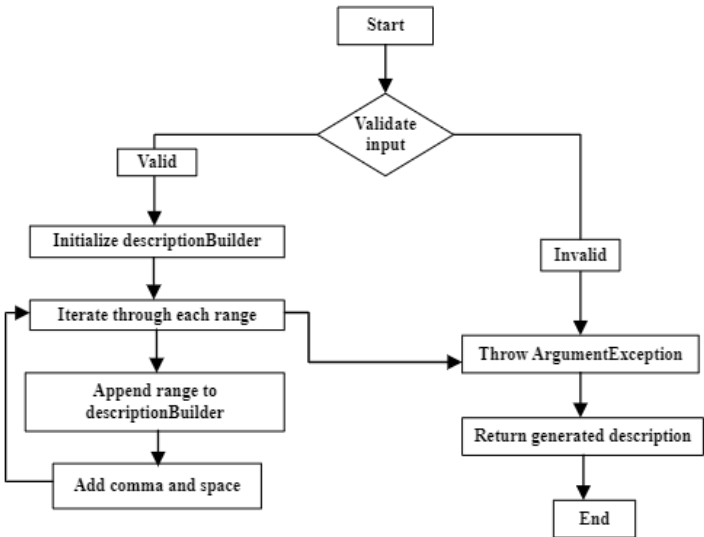 Start
Validate
input
Valid
Initialize descriptionBuilder
Invalid
Iterate through each range
Throw ArgumentException
Append range to
descriptionBuilder
Return generated description
Add comma and space
End